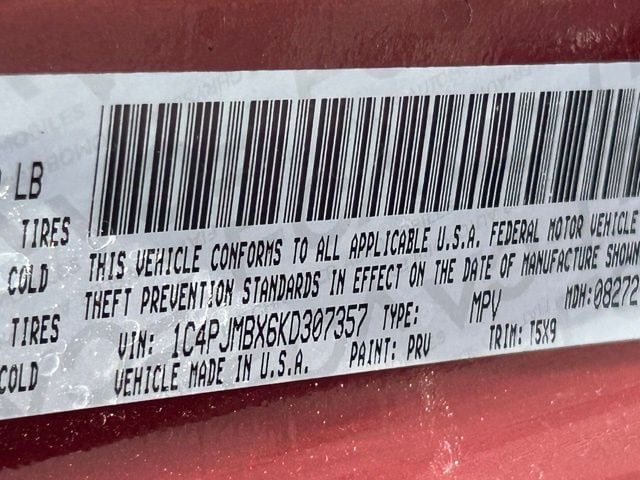 LB
TIRES
COLD
TIRES
COLD
THIS VEHICLE CONFORMS TO ALL APPLICABLE U.S.A. FEDERAL MOTOR VEHICLE
THEFT PREVENTION STANDARDS IN EFFECT ON THE DATE OF MANUFACTURE SHOWN
VIN: 1C4PJMBX6KD307357 TYPE: MPV MDH:08272
VEHICLE MADE IN U.S.A. PAINT: PRV TRIM: T5X9